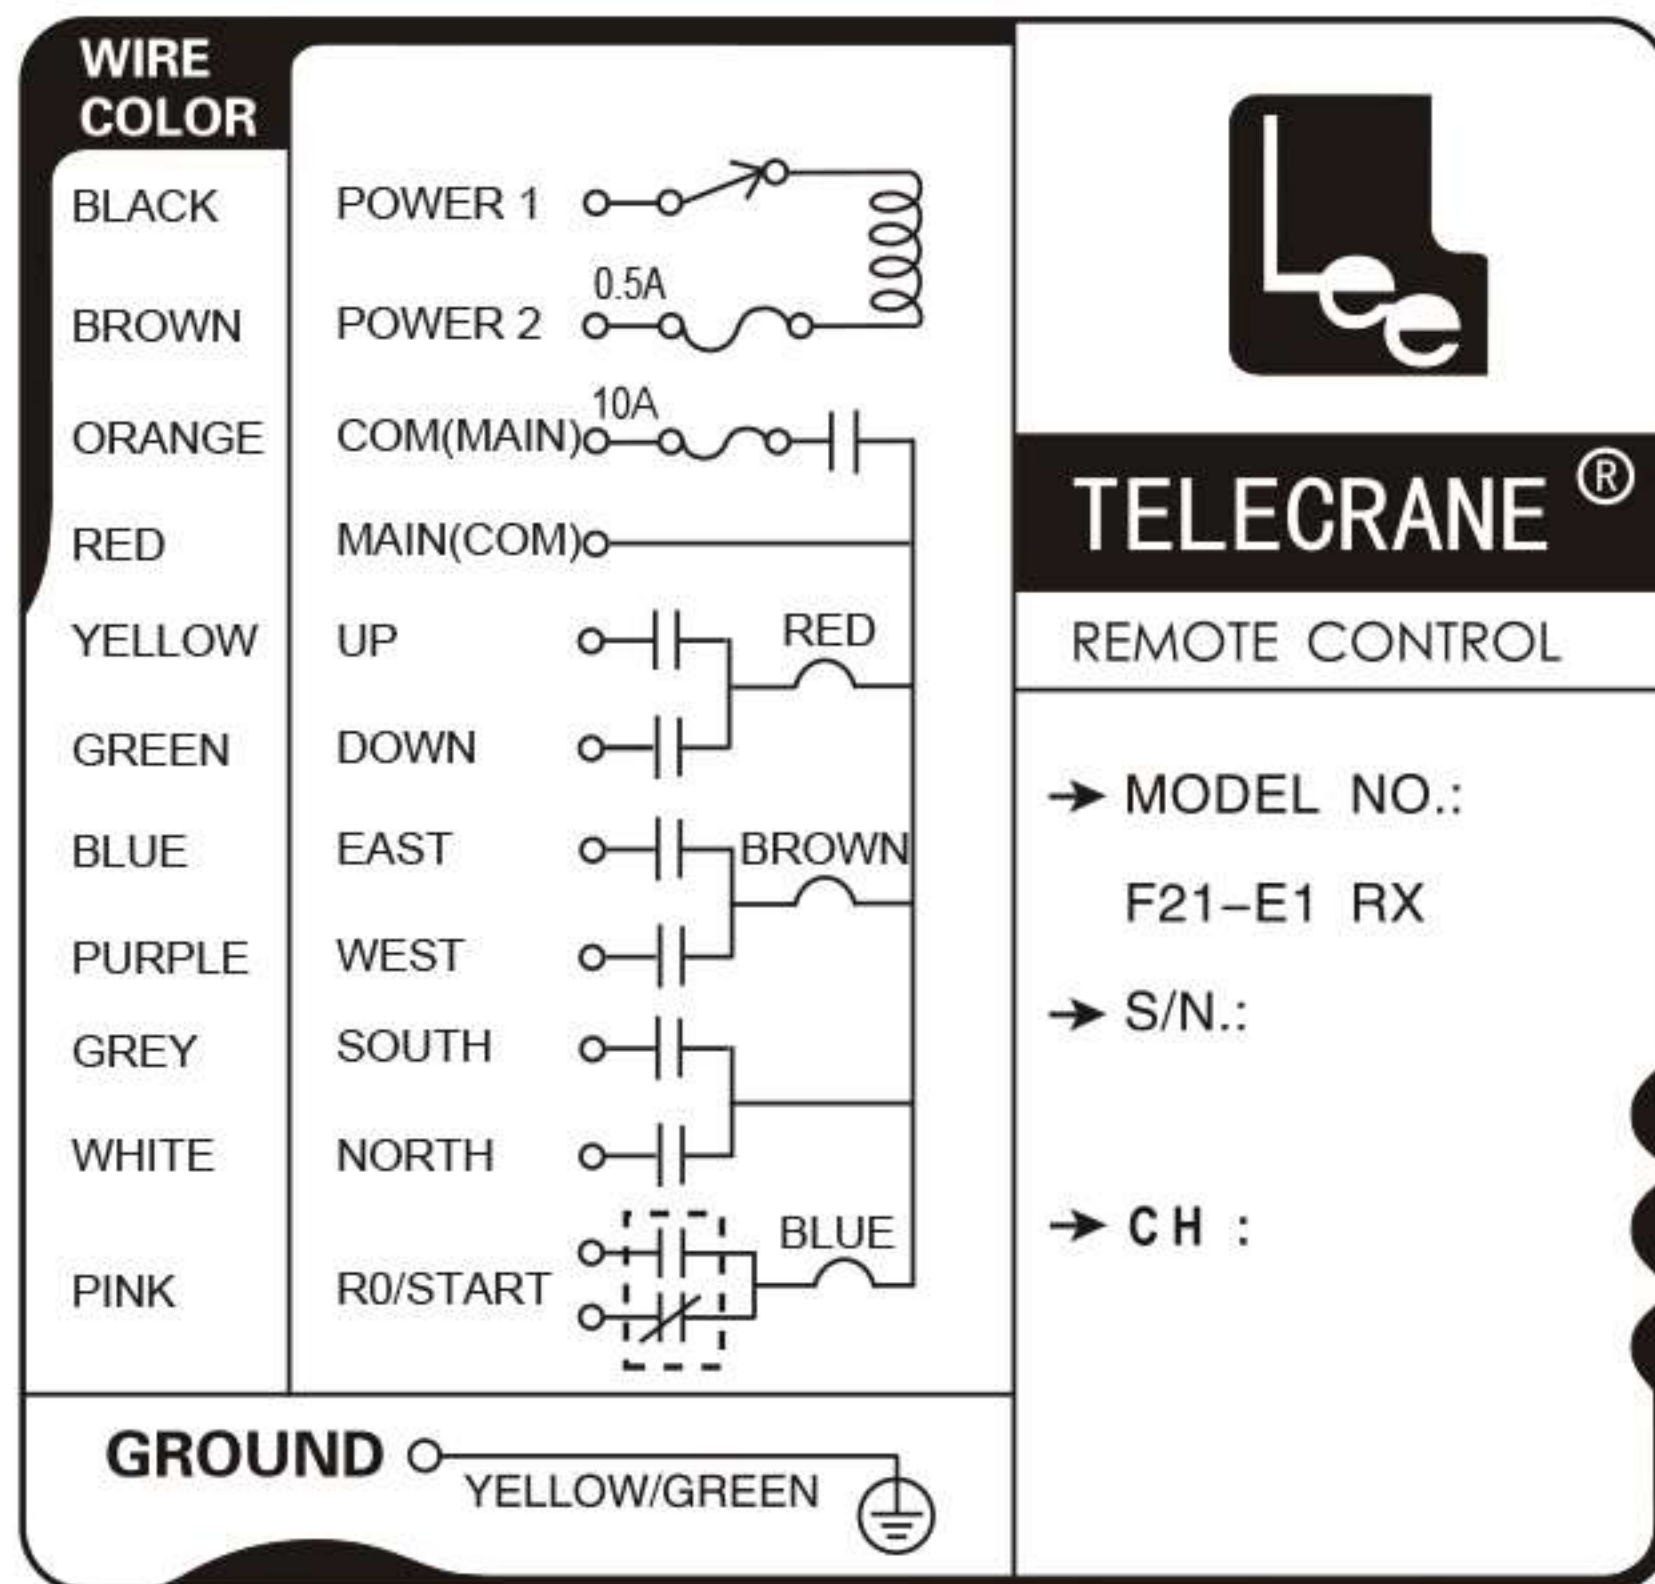 WIRE
COLOR
BLACK POWER 1
0.5A
BROWN POWER 2
10A
ORANGE COM(MAIN)
RED MAIN(COM)
YELLOW UP RED
GREEN DOWN
BLUE EAST BROWN
PURPLE WEST
GREY SOUTH
WHITE NORTH
BLUE
PINK R0/START
GROUND
YELLOW/GREEN
Lee
TELECRANE ®
REMOTE CONTROL
→ MODEL NO.:
F21–E1 RX
→ S/N.:
→ CH :